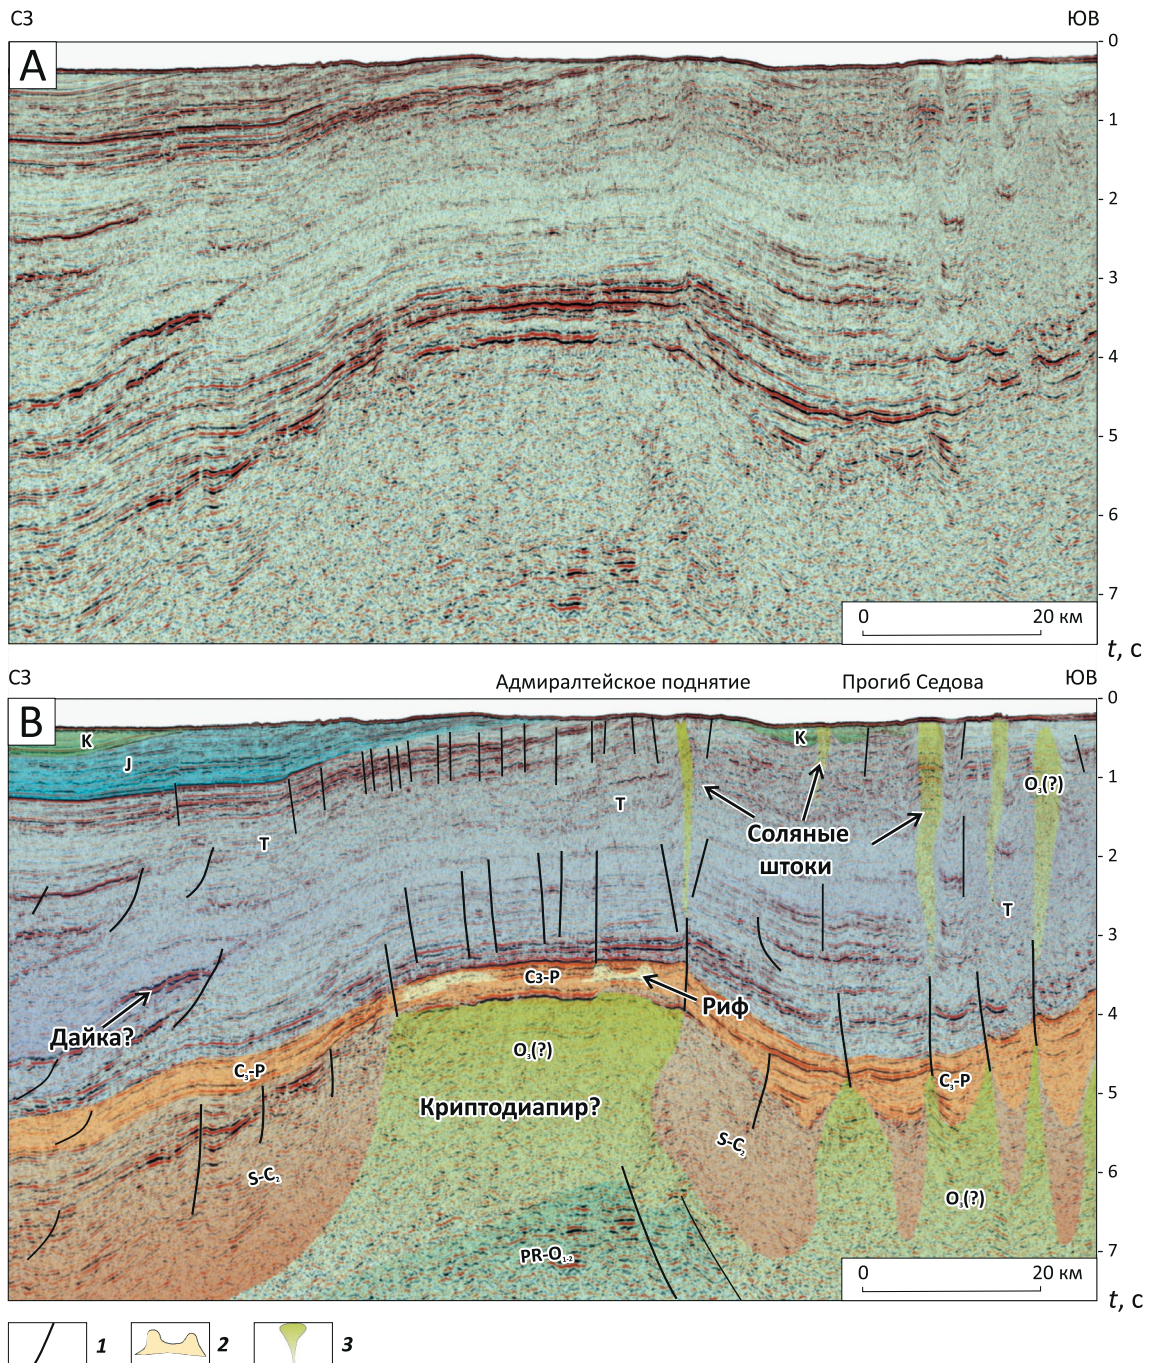 СЗ
ЮВ
A
0
1
2
3
4
5
6
7
0
20 км
t, с
СЗ
Адмиралтейское поднятие
Прогиб Седова
ЮВ
B
0
K
K
J
1
O₃(?)
T
T
Соляные
штоки
2
T
3
C₃-P
Риф
Дайка?
4
O₃(?)
C₃-P
C₃-P
5
Криптодиапир?
S-C₂
S-C₂
6
O₃(?)
PR-O₁₋₂
7
0
20 км
t, с
1
2
3